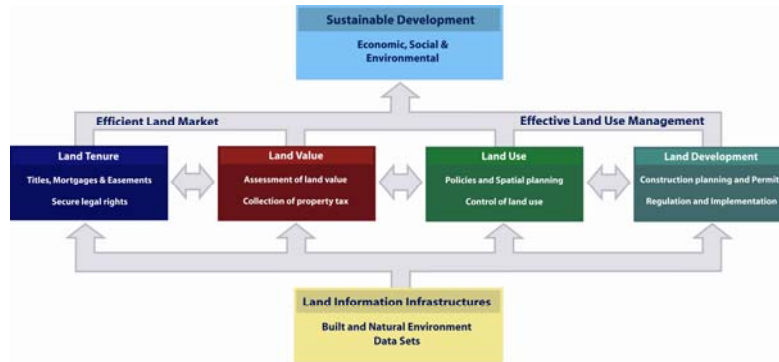 Sustainable Development
Economic, Social &
Environmental
Efficient Land Market
Effective Land Use Management
Land Tenure
Titles, Mortgages & Easements
Secure legal rights
Land Value
Assessment of land value
Collection of property tax
Land Use
Policies and Spatial planning
Control of land use
Land Development
Construction planning and Permit
Regulation and Implementation
Land Information Infrastructures
Built and Natural Environment
Data Sets